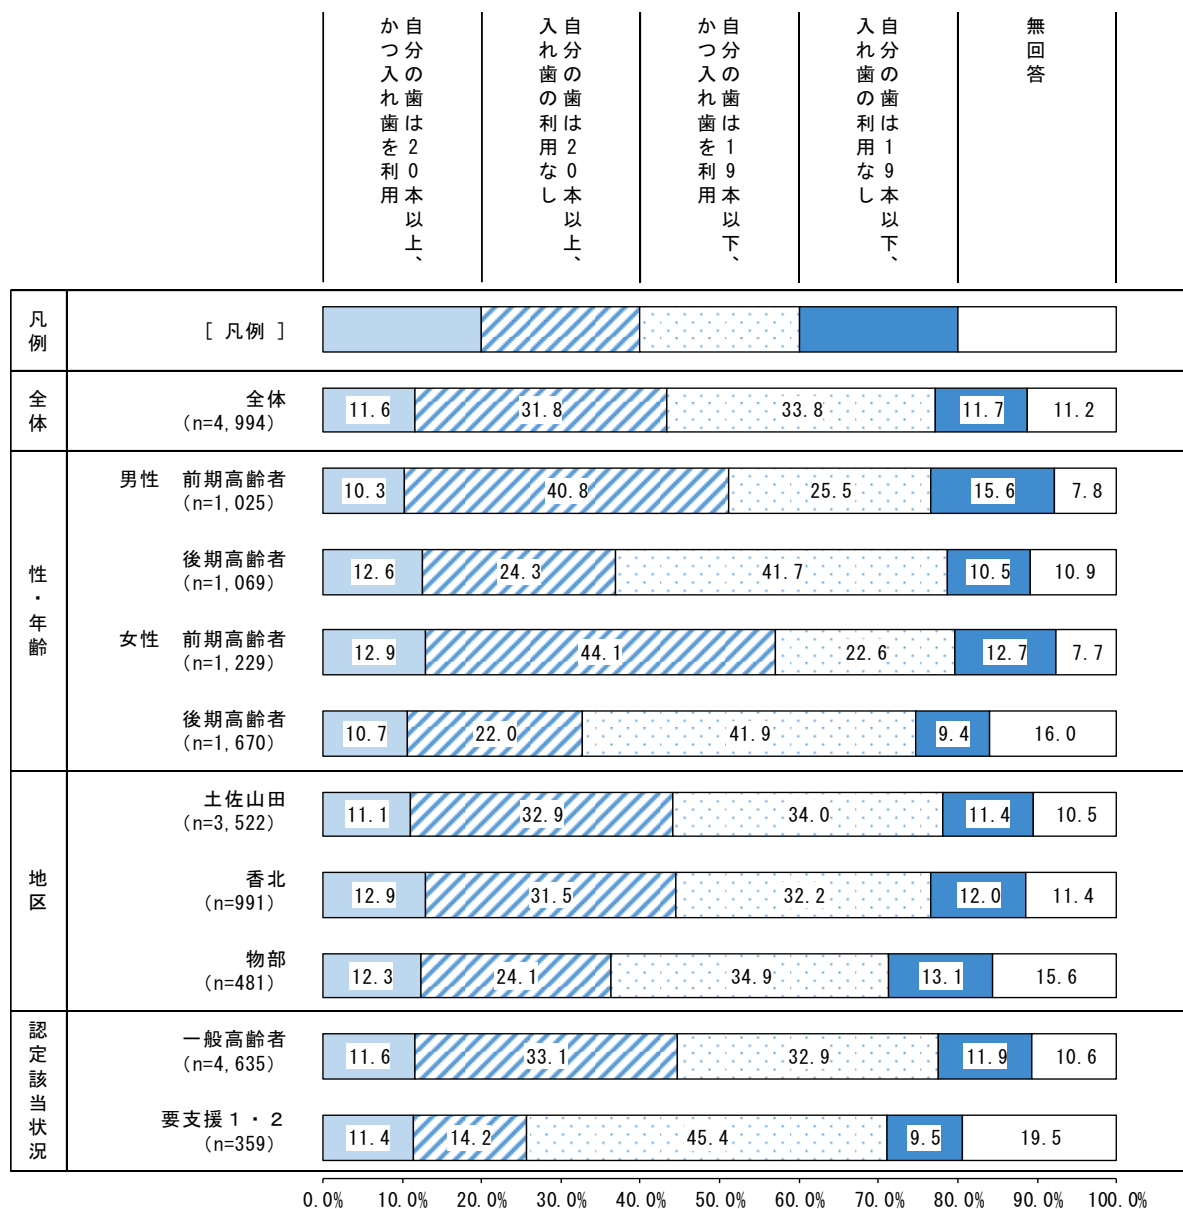 自分の歯は20本以上、
かつ入れ歯を利用
自分の歯は20本以上、
入れ歯の利用なし
自分の歯は19本以下、
かつ入れ歯を利用
自分の歯は19本以下、
入れ歯の利用なし
無回答
凡例
[ 凡例 ]
全体
全体
(n=4,994)
11.6 31.8 33.8 11.7 11.2
性・年齢
男性 前期高齢者
(n=1,025)
10.3 40.8 25.5 15.6 7.8
後期高齢者
(n=1,069)
12.6 24.3 41.7 10.5 10.9
女性 前期高齢者
(n=1,229)
12.9 44.1 22.6 12.7 7.7
後期高齢者
(n=1,670)
10.7 22.0 41.9 9.4 16.0
地区
土佐山田
(n=3,522)
11.1 32.9 34.0 11.4 10.5
香北
(n=991)
12.9 31.5 32.2 12.0 11.4
物部
(n=481)
12.3 24.1 34.9 13.1 15.6
認定該当状況
一般高齢者
(n=4,635)
11.6 33.1 32.9 11.9 10.6
要支援1・2
(n=359)
11.4 14.2 45.4 9.5 19.5
0.0% 10.0% 20.0% 30.0% 40.0% 50.0% 60.0% 70.0% 80.0% 90.0% 100.0%